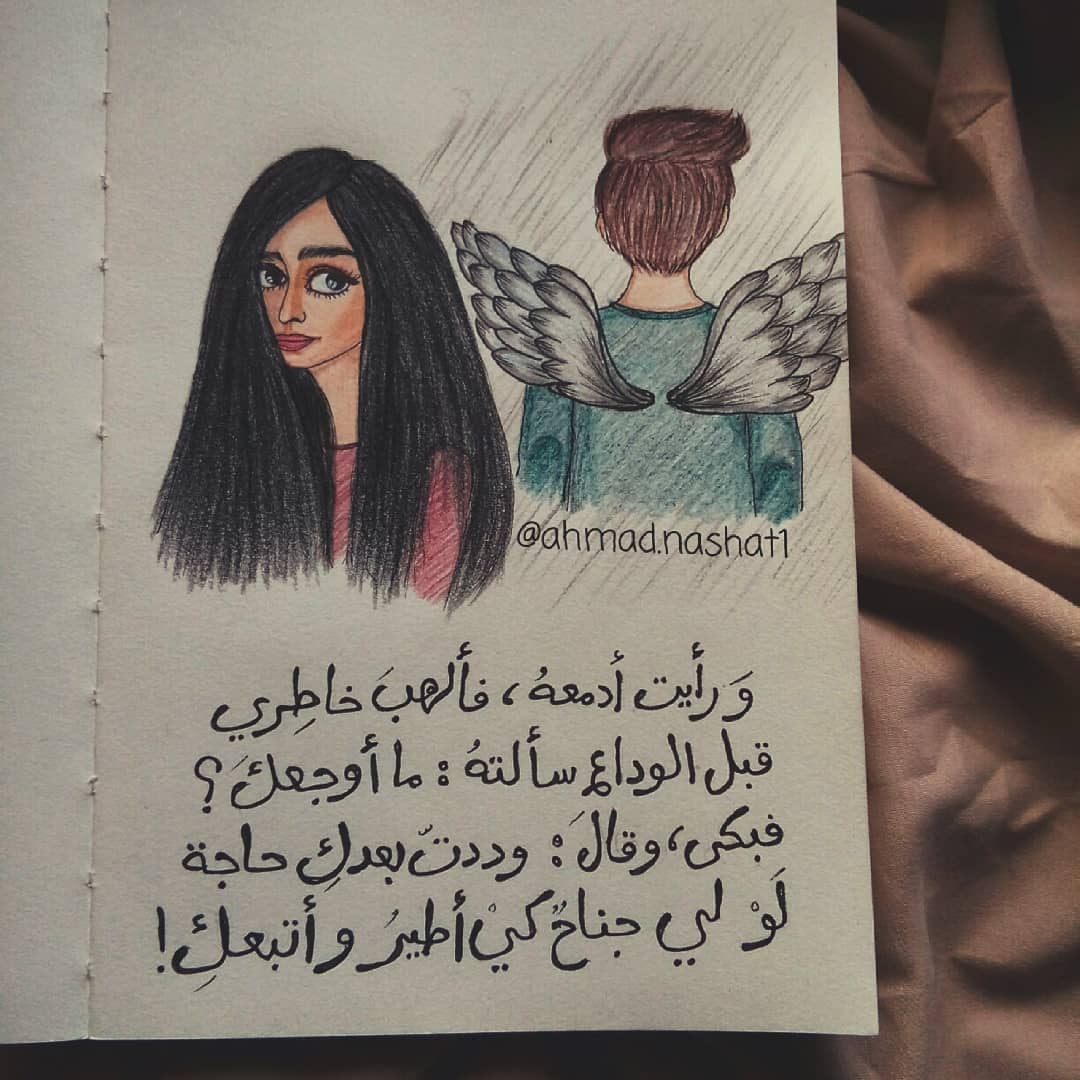 @ahmad.nashat1
وَ رأيت أدمعهُ ، فألهبَ خاطِري
قبل الوداع سألتهُ : ما أوجعكَ ؟
فبكى، وقالَ : وددتّ بعدكِ حاجة
لَوْ لي جناحٌ كيْ أطيرُ وأتبعكِ !